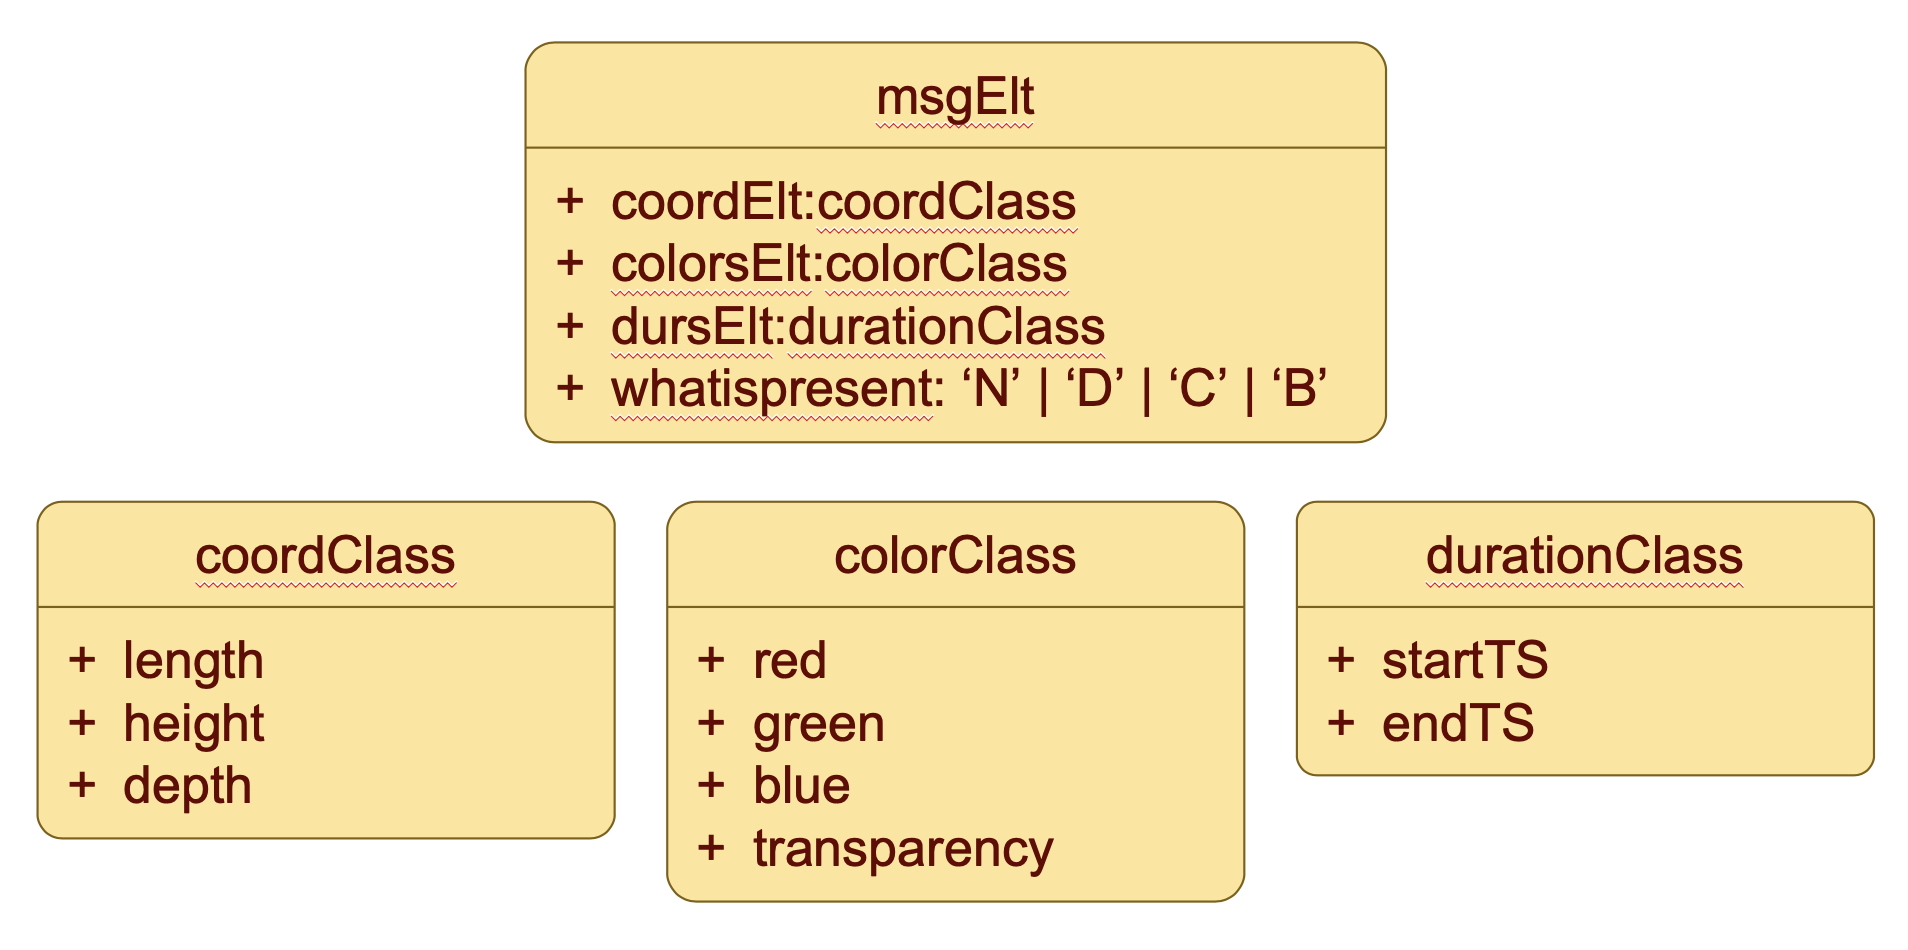 msgElt
+ coordElt:coordClass
+ colorsElt:colorClass
+ dursElt:durationClass
+ whatispresent: ‘N’ | ‘D’ | ‘C’ | ‘B’
coordClass
+ length
+ height
+ depth
colorClass
+ red
+ green
+ blue
+ transparency
durationClass
+ startTS
+ endTS